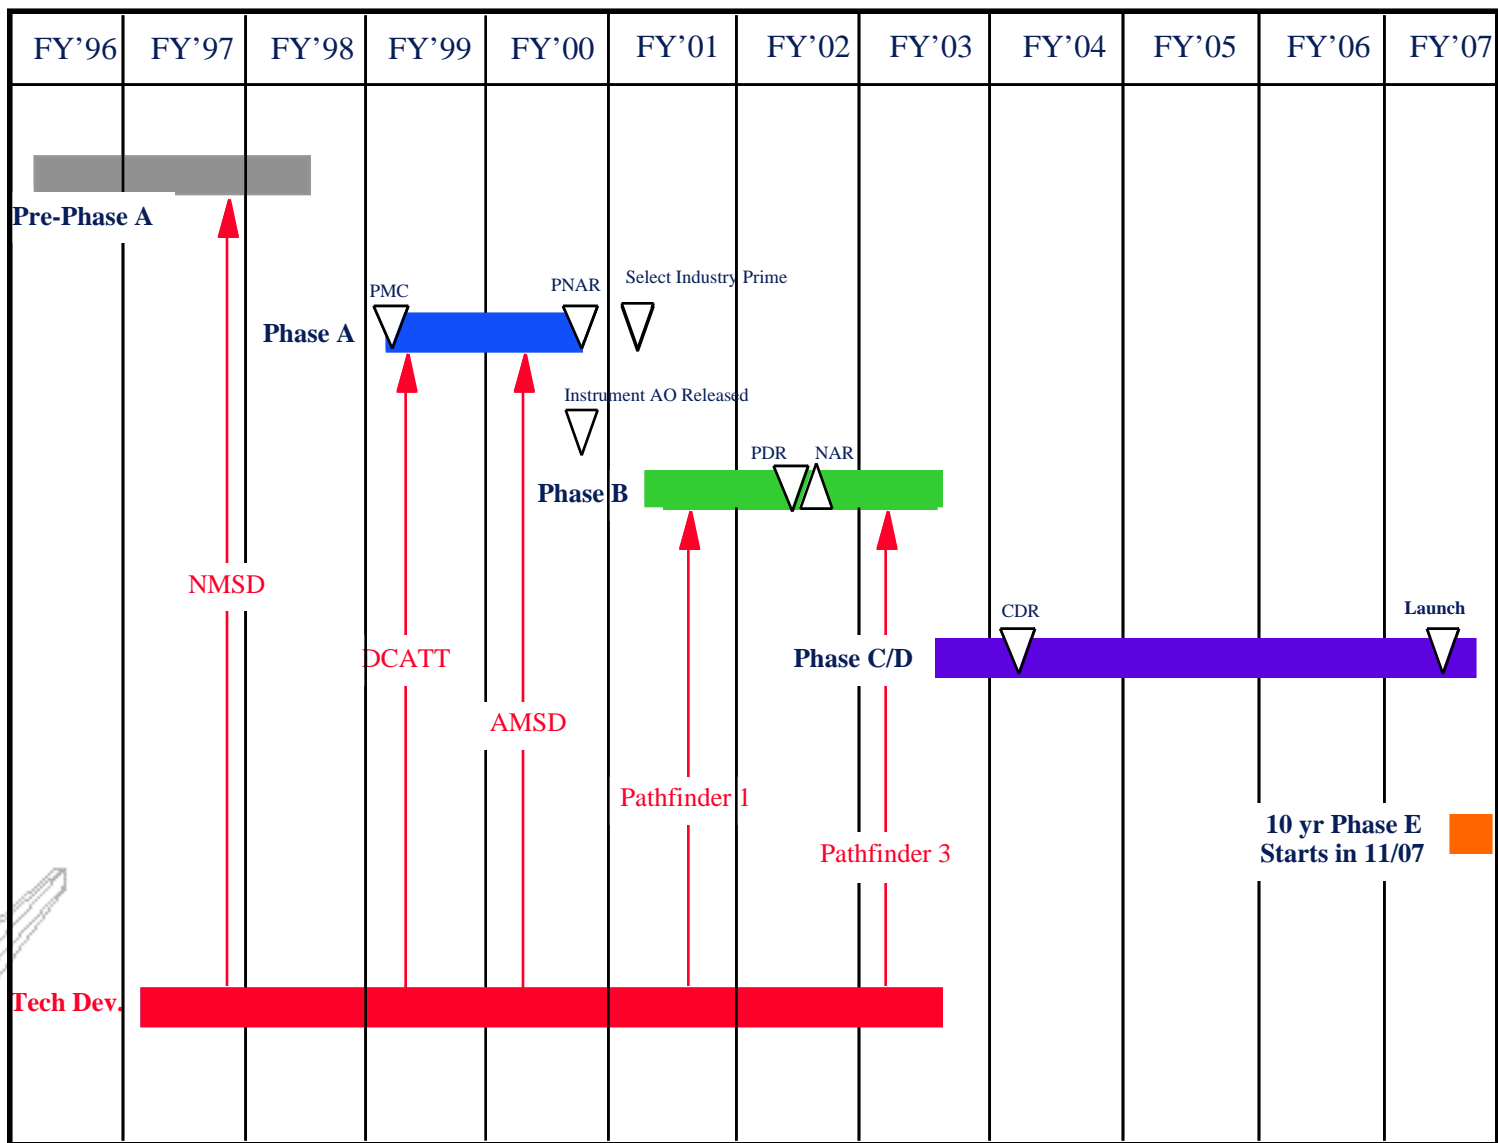 FY’96 FY’97 FY’98 FY’99 FY’00 FY’01 FY’02 FY’03 FY’04 FY’05 FY’06 FY’07
Pre-Phase A
PMC
PNAR
Select Industry Prime
Phase A
Instrument AO Released
PDR
NAR
Phase B
NMSD
CDR
Launch
DCATT
Phase C/D
AMSD
Pathfinder 1
10 yr Phase E
Starts in 11/07
Pathfinder 3
Tech Dev.